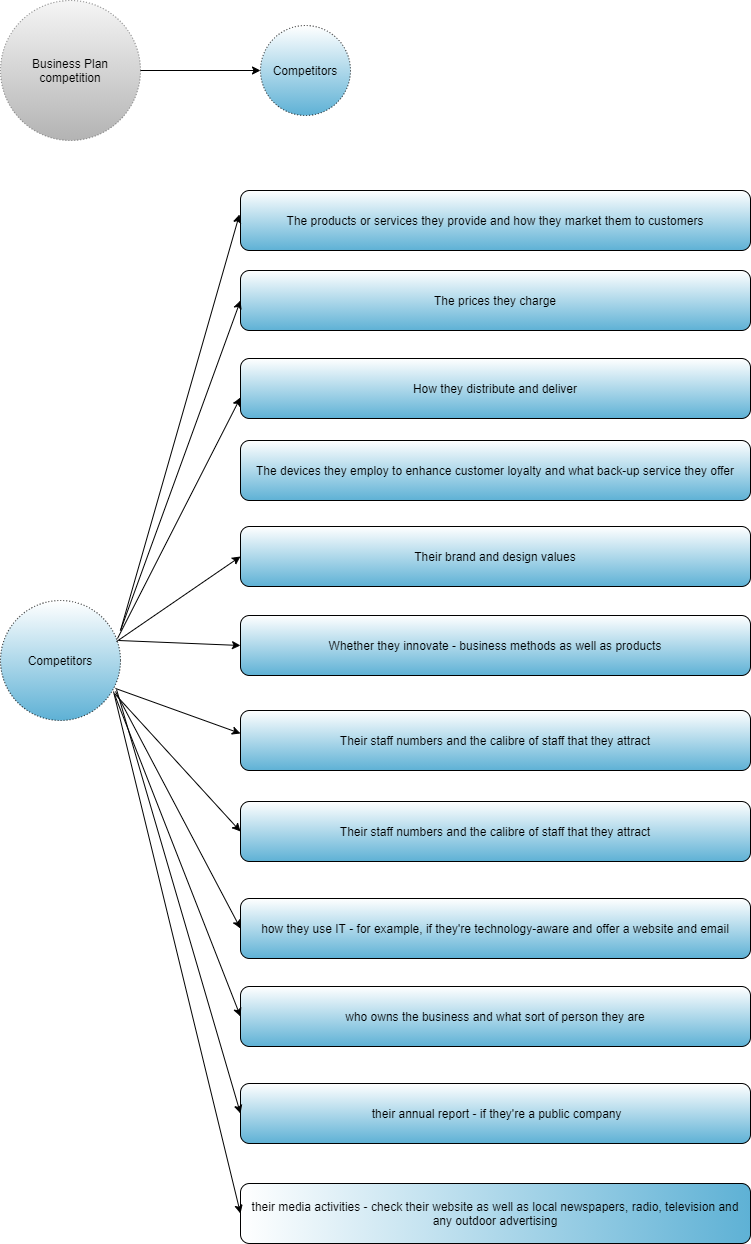 Business Plan
competition
Competitors
The products or services they provide and how they market them to customers
The prices they charge
How they distribute and deliver
The devices they employ to enhance customer loyalty and what back-up service they offer
Their brand and design values
Whether they innovate - business methods as well as products
Competitors
Their staff numbers and the calibre of staff that they attract
Their staff numbers and the calibre of staff that they attract
how they use IT - for example, if they're technology-aware and offer a website and email
who owns the business and what sort of person they are
their annual report - if they're a public company
their media activities - check their website as well as local newspapers, radio, television and
any outdoor advertising